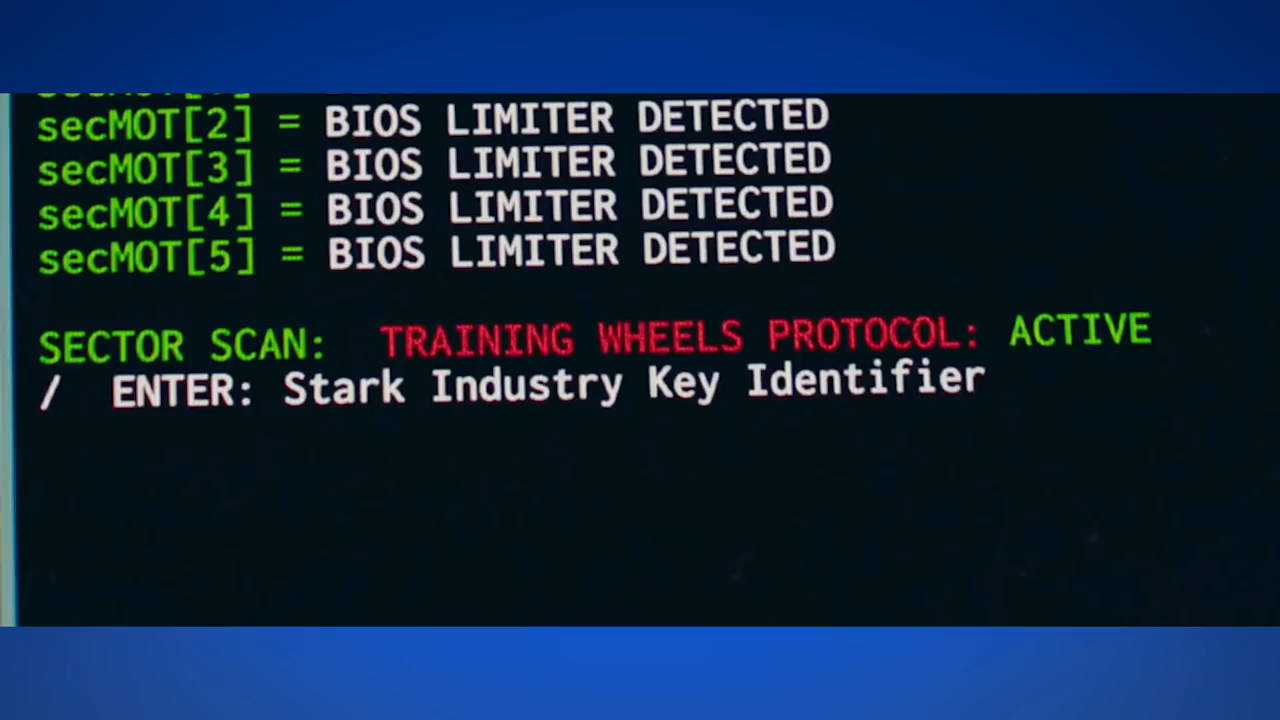 secMOT[2] = BIOS LIMITER DETECTED
secMOT[3] = BIOS LIMITER DETECTED
secMOT[4] = BIOS LIMITER DETECTED
secMOT[5] = BIOS LIMITER DETECTED
SECTOR SCAN: TRAINING WHEELS PROTOCOL: ACTIVE
/ ENTER: Stark Industry Key Identifier